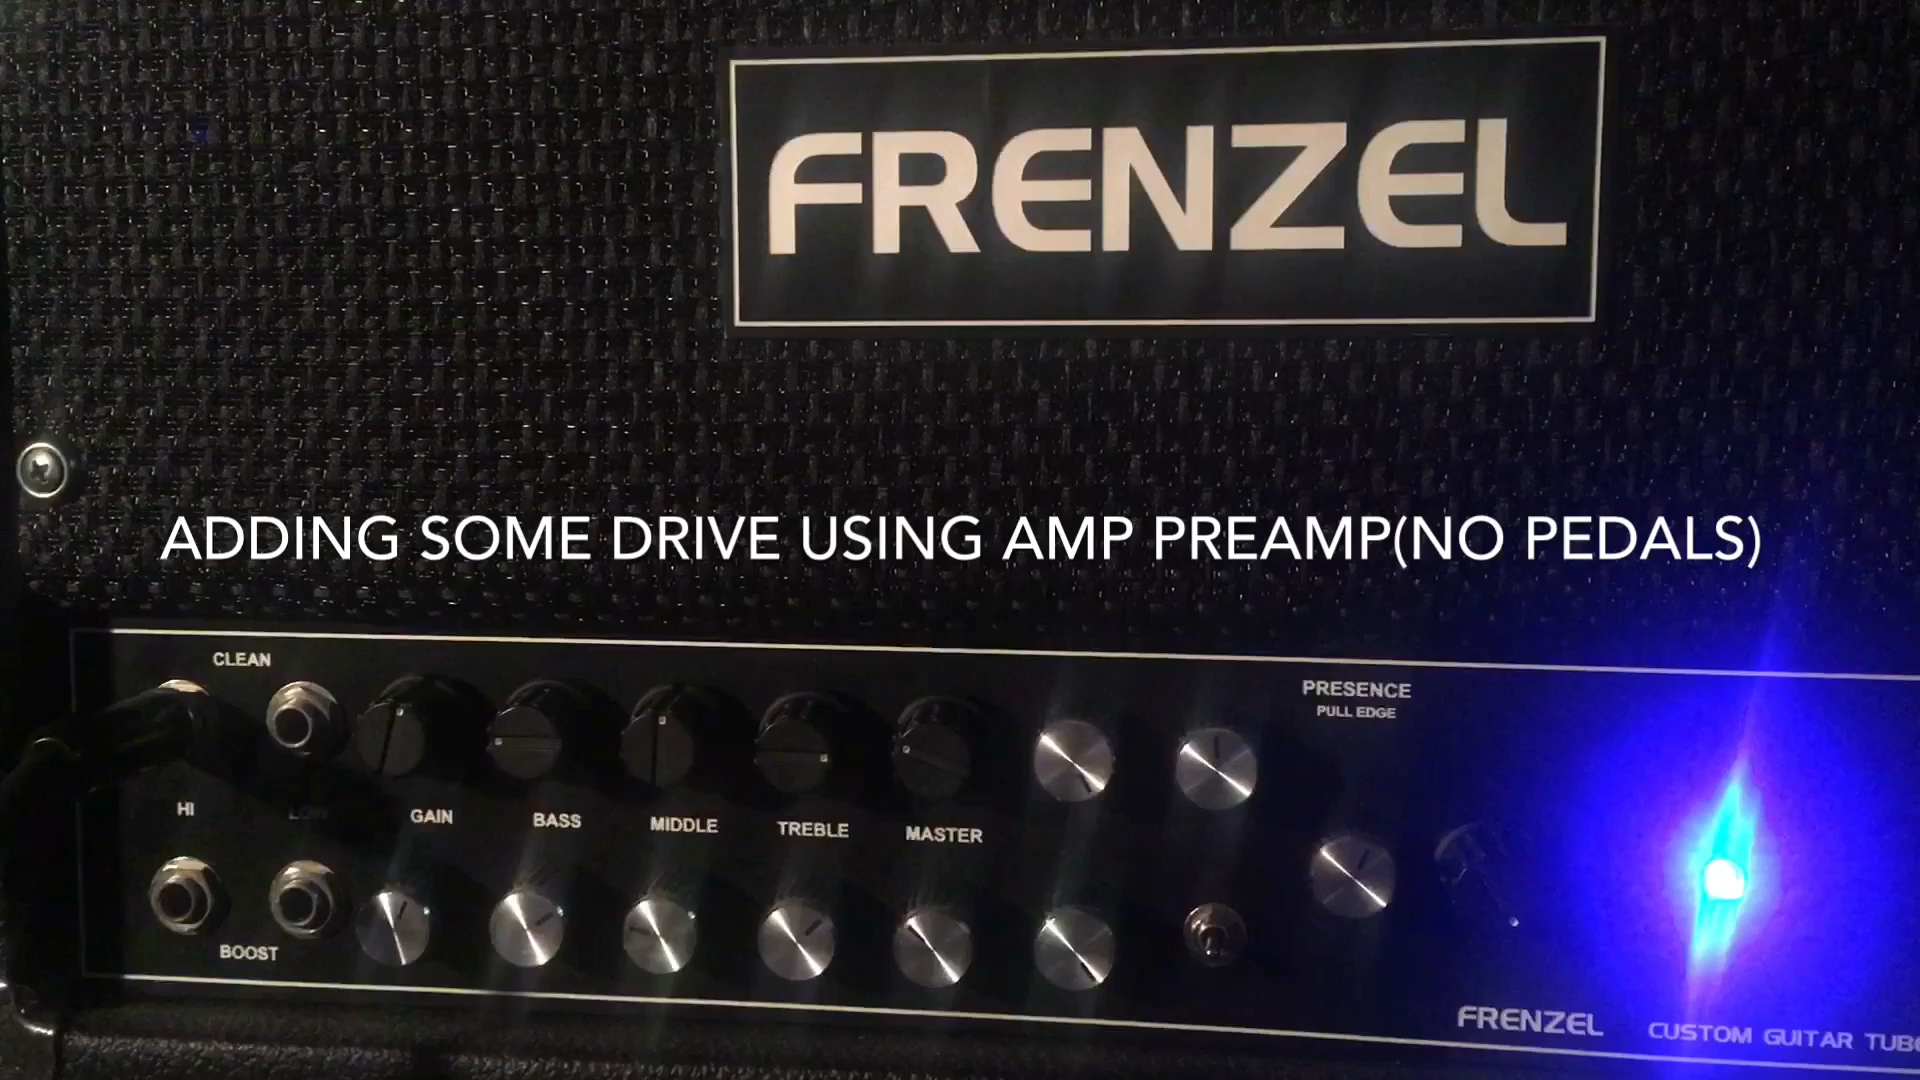 FRENZEL
ADDING SOME DRIVE USING AMP PREAMP(NO PEDALS)
CLEAN
PRESENCE
PULL EDGE
HI LOW GAIN BASS MIDDLE TREBLE MASTER
BOOST
FRENZEL CUSTOM GUITAR